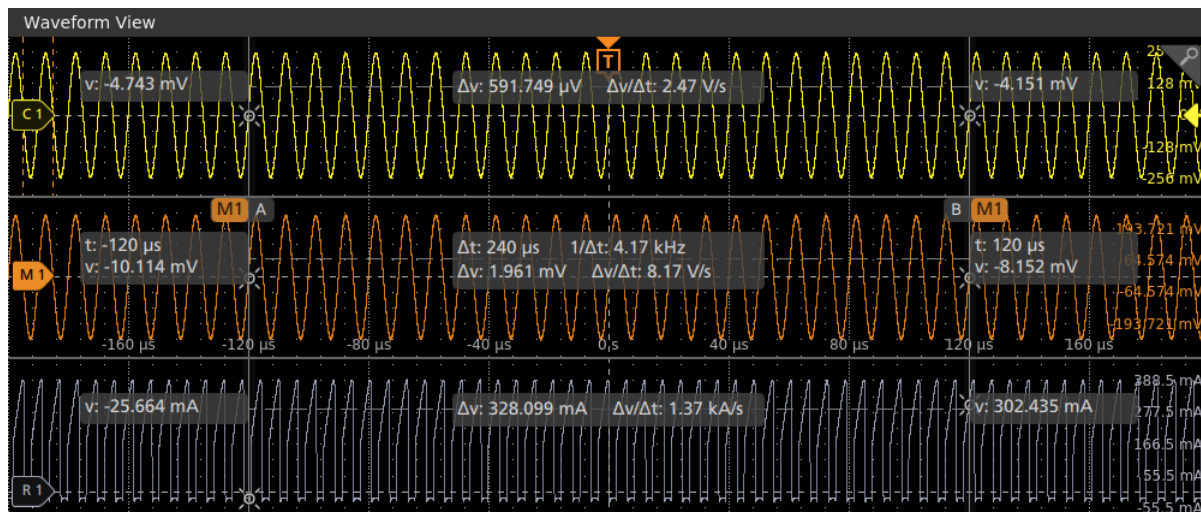 Waveform View
T
25
v: -4.743 mV
Δv: 591.749 µV Δv/Δt: 2.47 V/s
v: -4.151 mV
128 m
C 1
-128 mV
-256 mV
M1 A
B M1
193.721 mV
t: -120 µs
v: -10.114 mV
Δt: 240 µs 1/Δt: 4.17 kHz
Δv: 1.961 mV Δv/Δt: 8.17 V/s
t: 120 µs
v: -8.152 mV
64.574 mV
M 1
-64.574 mV
-193.721 mV
-160 µs -120 µs -80 µs -40 µs 0 s 40 µs 80 µs 120 µs 160 µs
388.5 mA
v: -25.664 mA
Δv: 328.099 mA Δv/Δt: 1.37 kA/s
v: 302.435 mA
277.5 mA
166.5 mA
55.5 mA
R 1
-55.5 mA